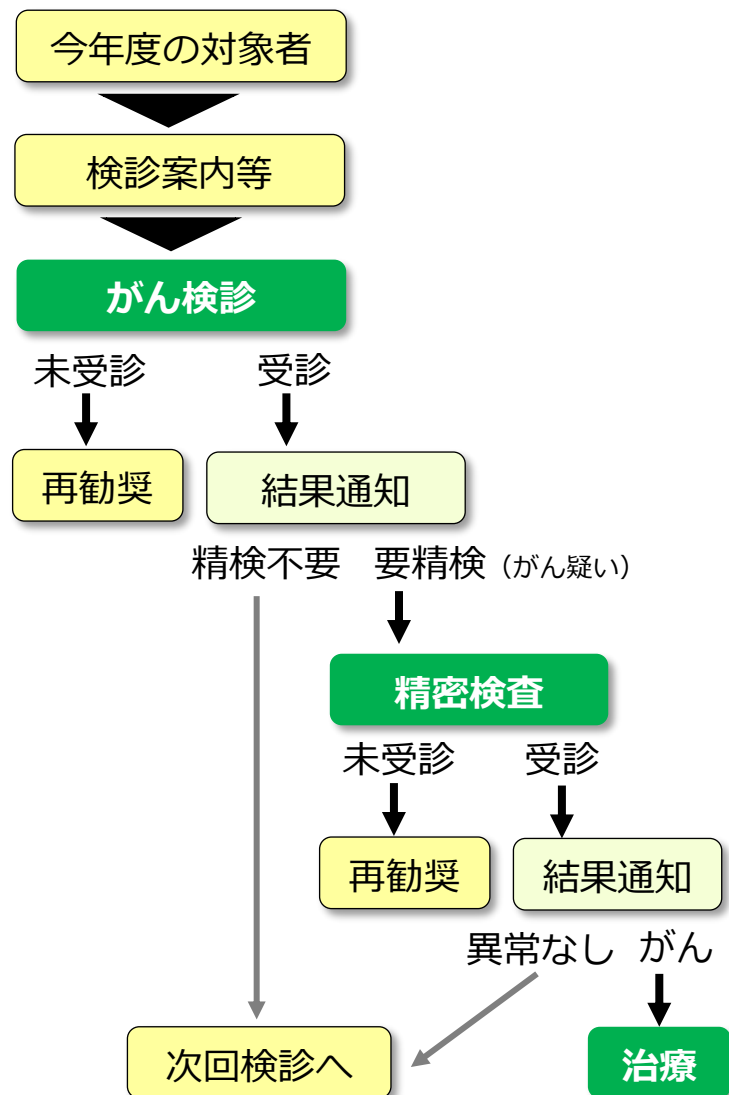 今年度の対象者
検診案内等
がん検診
未受診 受診
再勧奨 結果通知
精検不要 要精検（がん疑い）
精密検査
未受診 受診
再勧奨 結果通知
異常なし がん
次回検診へ 治療